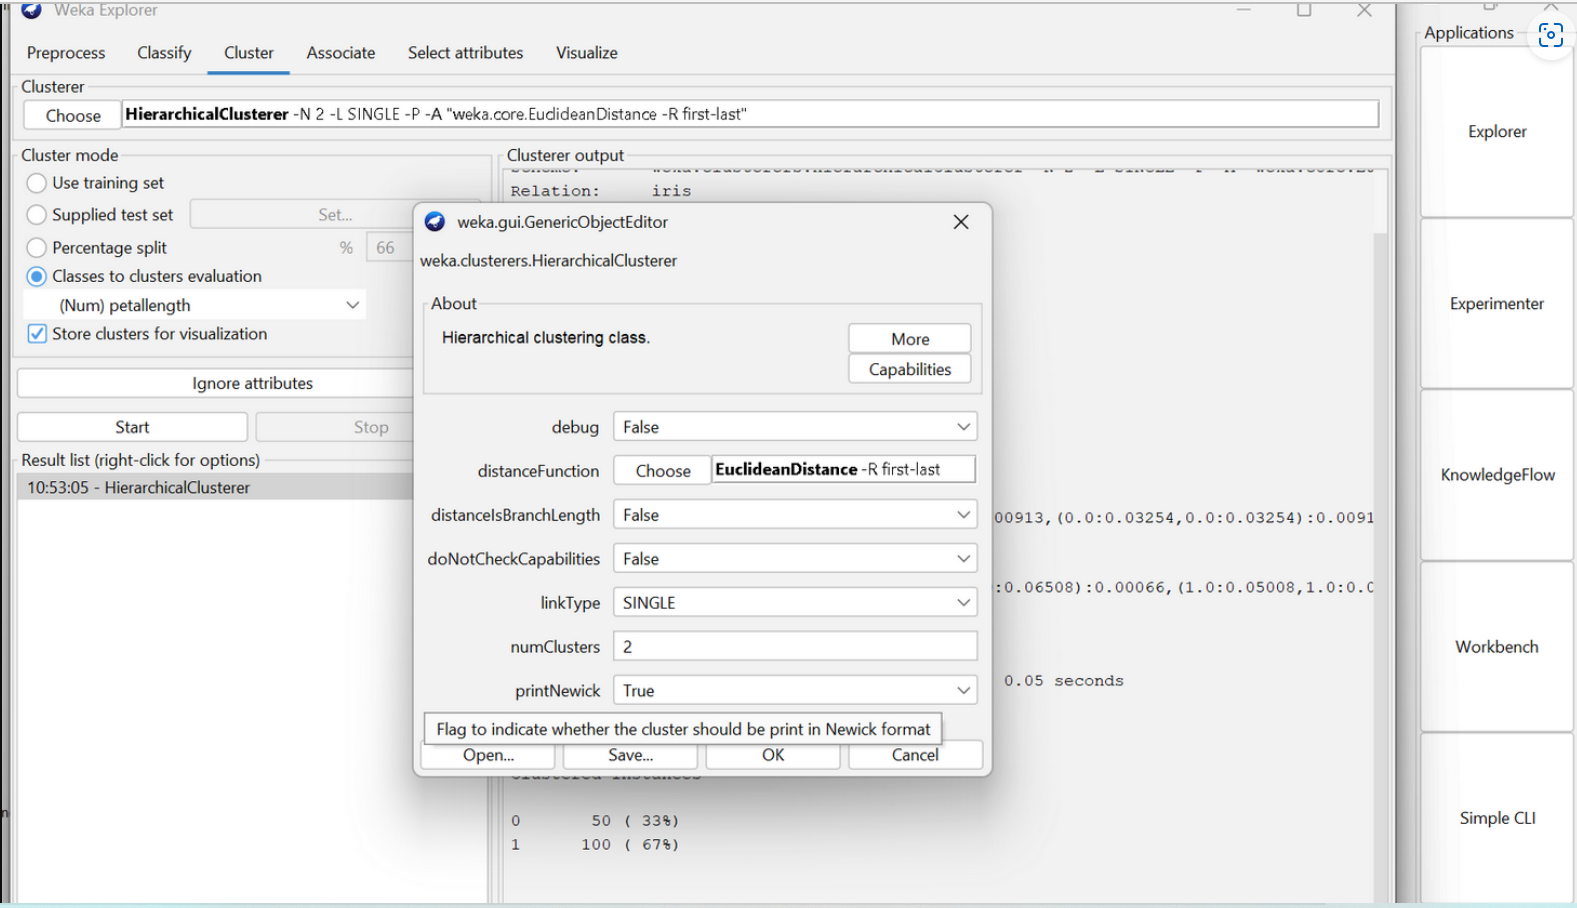 Weka Explorer
Preprocess Classify Cluster Associate Select attributes Visualize
Clusterer
Choose HierarchicalClusterer -N 2 -L SINGLE -P -A "weka.core.EuclideanDistance -R first-last"
Cluster mode
Use training set
Supplied test set Set...
Percentage split % 66
Classes to clusters evaluation
(Num) petallength
Store clusters for visualization
Ignore attributes
Start Stop
Result list (right-click for options)
10:53:05 - HierarchicalClusterer
Clusterer output
Relation: iris
weka.gui.GenericObjectEditor
weka.clusterers.HierarchicalClusterer
About
Hierarchical clustering class.
More
Capabilities
debug False
distanceFunction Choose EuclideanDistance -R first-last
distanceIsBranchLength False
doNotCheckCapabilities False
linkType SINGLE
numClusters 2
printNewick True
Flag to indicate whether the cluster should be print in Newick format
Open... Save... OK Cancel
00913,(0.0:0.03254,0.0:0.03254):0.0091
:0.06508):0.00066,(1.0:0.05008,1.0:0.0
0.05 seconds
Clustered Instances
0 50 ( 33%)
1 100 ( 67%)
Applications
Explorer
Experimenter
KnowledgeFlow
Workbench
Simple CLI